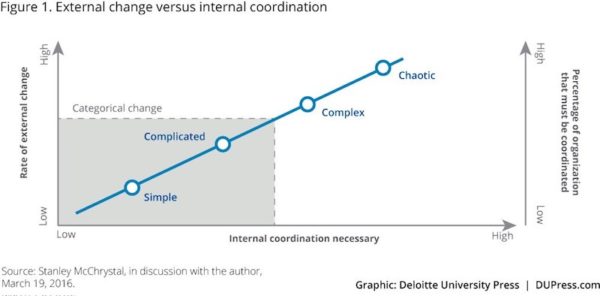 Figure 1. External change versus internal coordination
High
High
Rate of external change
Percentage of organization
that must be coordinated
Categorical change
Chaotic
Complex
Complicated
Simple
Low
Low
Low
Internal coordination necessary
High
Source: Stanley McChrystal, in discussion with the author,
March 19, 2016.
Graphic: Deloitte University Press | DUPress.com